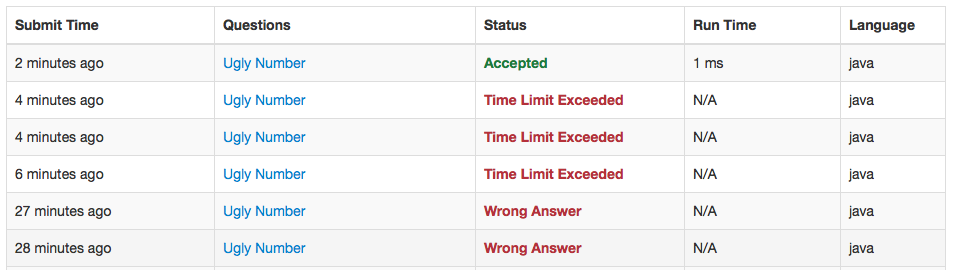 Submit Time Questions Status Run Time Language
2 minutes ago Ugly Number Accepted 1 ms java
4 minutes ago Ugly Number Time Limit Exceeded N/A java
4 minutes ago Ugly Number Time Limit Exceeded N/A java
6 minutes ago Ugly Number Time Limit Exceeded N/A java
27 minutes ago Ugly Number Wrong Answer N/A java
28 minutes ago Ugly Number Wrong Answer N/A java